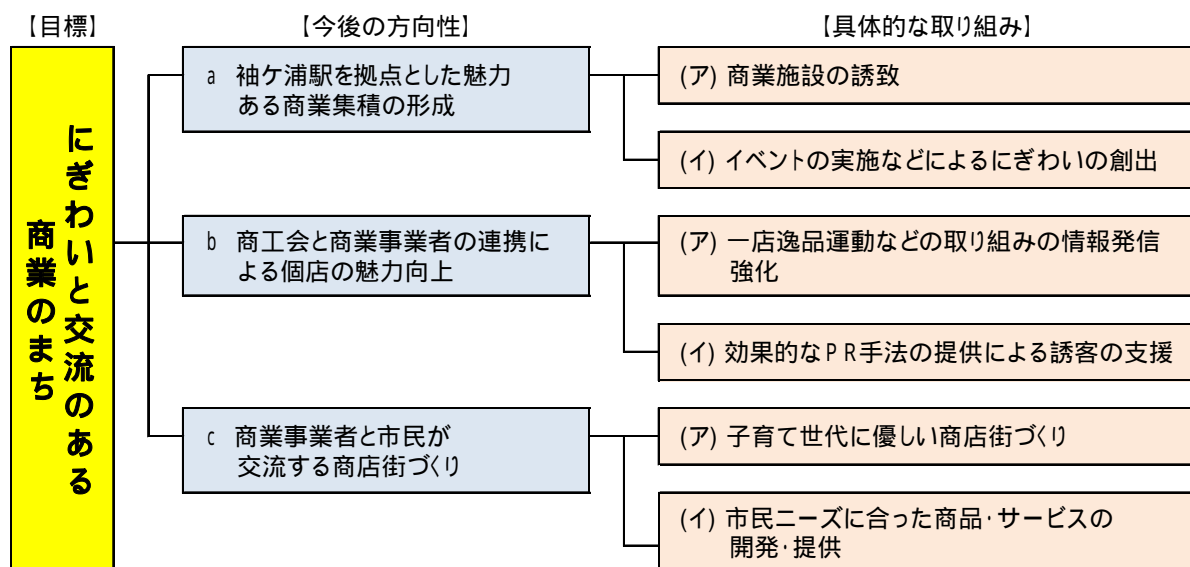 【目標】
【今後の方向性】
【具体的な取り組み】
にぎわいと交流のある
商業のまち
a 袖ケ浦駅を拠点とした魅力
ある商業集積の形成
(ア) 商業施設の誘致
(イ) イベントの実施などによるにぎわいの創出
b 商工会と商業事業者の連携に
よる個店の魅力向上
(ア) 一店逸品運動などの取り組みの情報発信
強化
(イ) 効果的なPR手法の提供による誘客の支援
c 商業事業者と市民が
交流する商店街づくり
(ア) 子育て世代に優しい商店街づくり
(イ) 市民ニーズに合った商品・サービスの
開発・提供